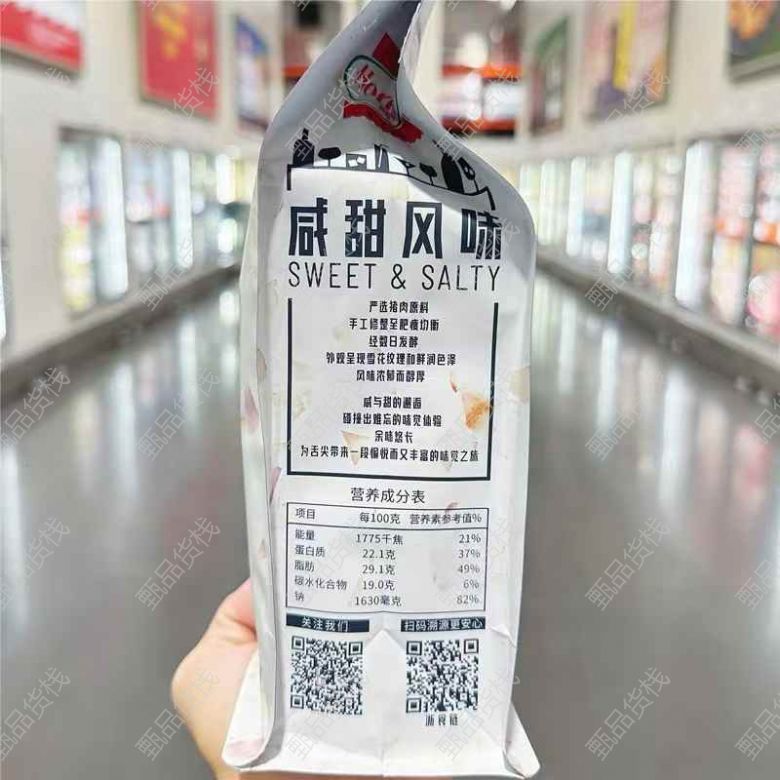 咸甜风味
SWEET & SALTY
严选猪肉原料
手工修整至肥瘦均衡
经数日发酵
外观呈现雪花纹理和鲜润色泽
风味浓郁而醇厚
咸与甜的邂逅
碰撞出难忘的味觉体验
余味悠长
为舌尖带来一段愉悦而又丰富的味觉之旅
营养成分表
项目 每100克 营养素参考值%
能量 1775千焦 21%
蛋白质 22.1克 37%
脂肪 29.1克 49%
碳水化合物 19.0克 6%
钠 1630毫克 82%
关注我们 扫码溯源更安心
浙食链
甄品货栈